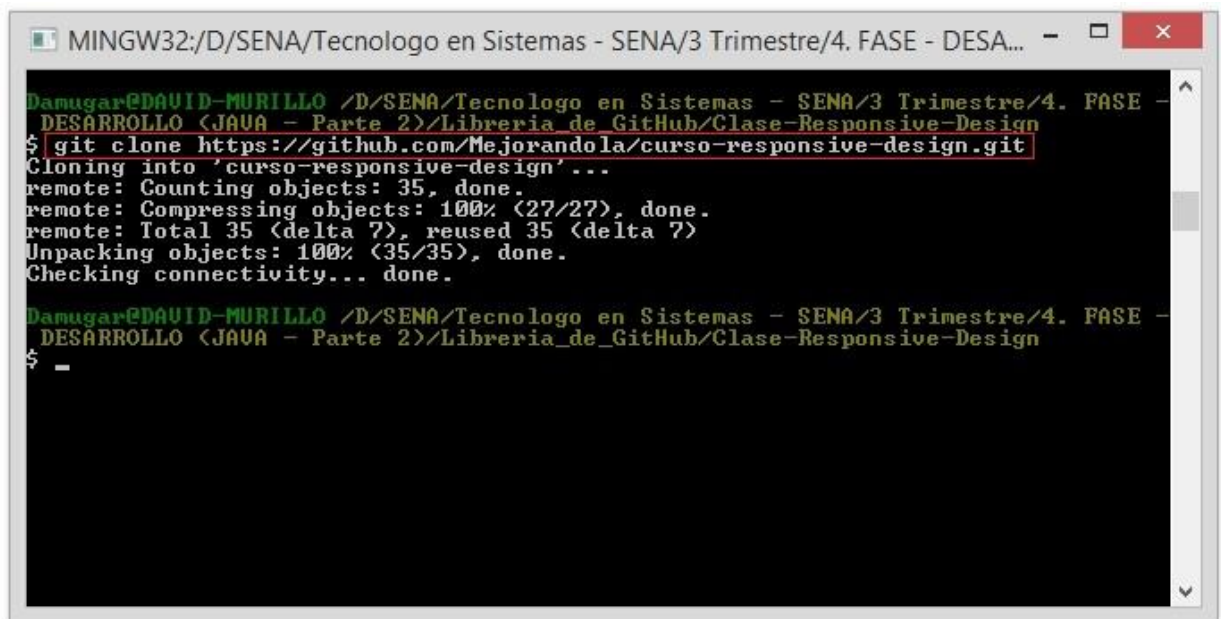 MINGW32:/D/SENA/Tecnologo en Sistemas - SENA/3 Trimestre/4. FASE - DESA...
Damugar@DAVID-MURILLO /D/SENA/Tecnologo en Sistemas - SENA/3 Trimestre/4. FASE -
DESARROLLO (JAVA - Parte 2)/Libreria_de_GitHub/Clase-Responsive-Design
$ git clone https://github.com/Mejorandola/curso-responsive-design.git
Cloning into 'curso-responsive-design'...
remote: Counting objects: 35, done.
remote: Compressing objects: 100% (27/27), done.
remote: Total 35 (delta 7), reused 35 (delta 7)
Unpacking objects: 100% (35/35), done.
Checking connectivity... done.
Damugar@DAVID-MURILLO /D/SENA/Tecnologo en Sistemas - SENA/3 Trimestre/4. FASE -
DESARROLLO (JAVA - Parte 2)/Libreria_de_GitHub/Clase-Responsive-Design
$ _